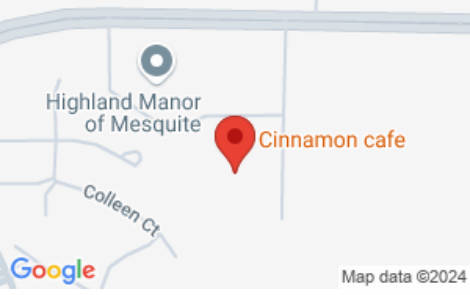 Highland Manor
of Mesquite
Cinnamon cafe
Colleen Ct
Google
Map data ©2024